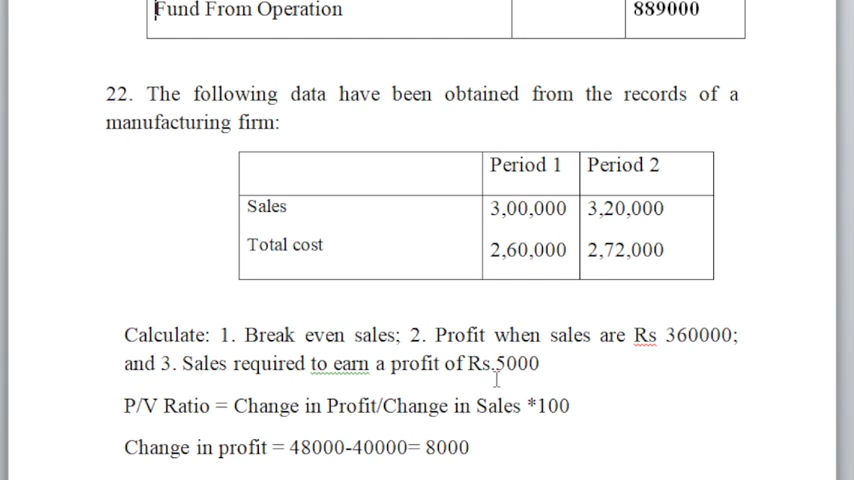 Fund From Operation 889000
22. The following data have been obtained from the records of a
manufacturing firm:
Period 1 Period 2
Sales 3,00,000 3,20,000
Total cost 2,60,000 2,72,000
Calculate: 1. Break even sales; 2. Profit when sales are Rs 360000;
and 3. Sales required to earn a profit of Rs.5000
P/V Ratio = Change in Profit/Change in Sales *100
Change in profit = 48000-40000= 8000